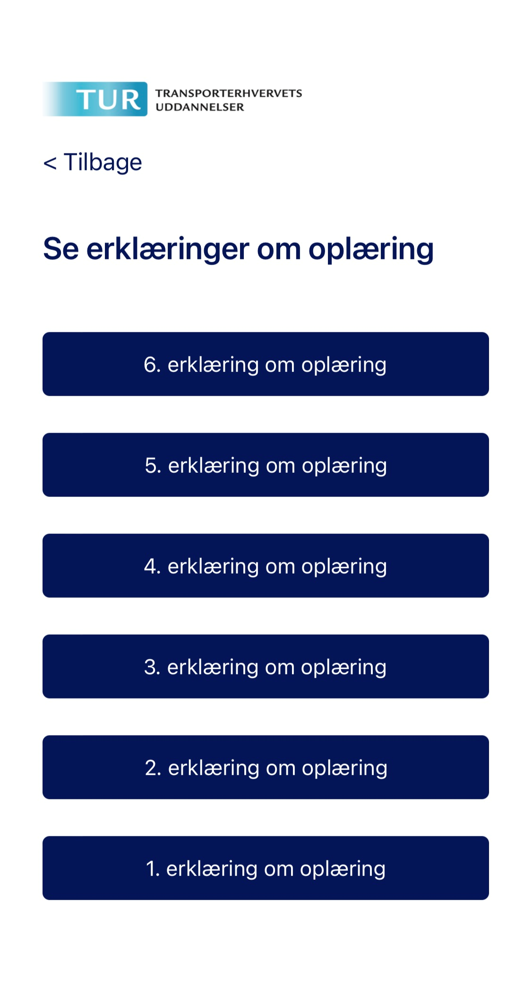 TUR TRANSPORTERHVERVETS
UDDANNELSER
< Tilbage
Se erklæringer om oplæring
6. erklæring om oplæring
5. erklæring om oplæring
4. erklæring om oplæring
3. erklæring om oplæring
2. erklæring om oplæring
1. erklæring om oplæring